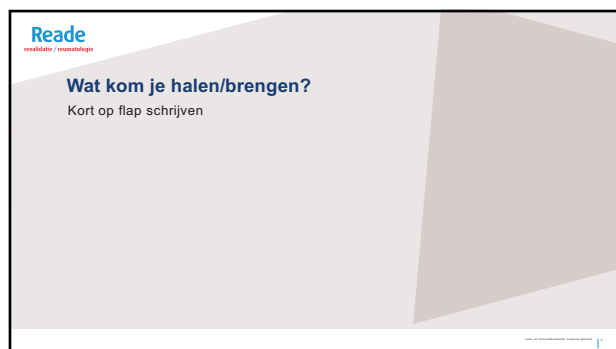 Reade
revalidatie / reumatologie
Wat kom je halen/brengen?
Kort op flap schrijven